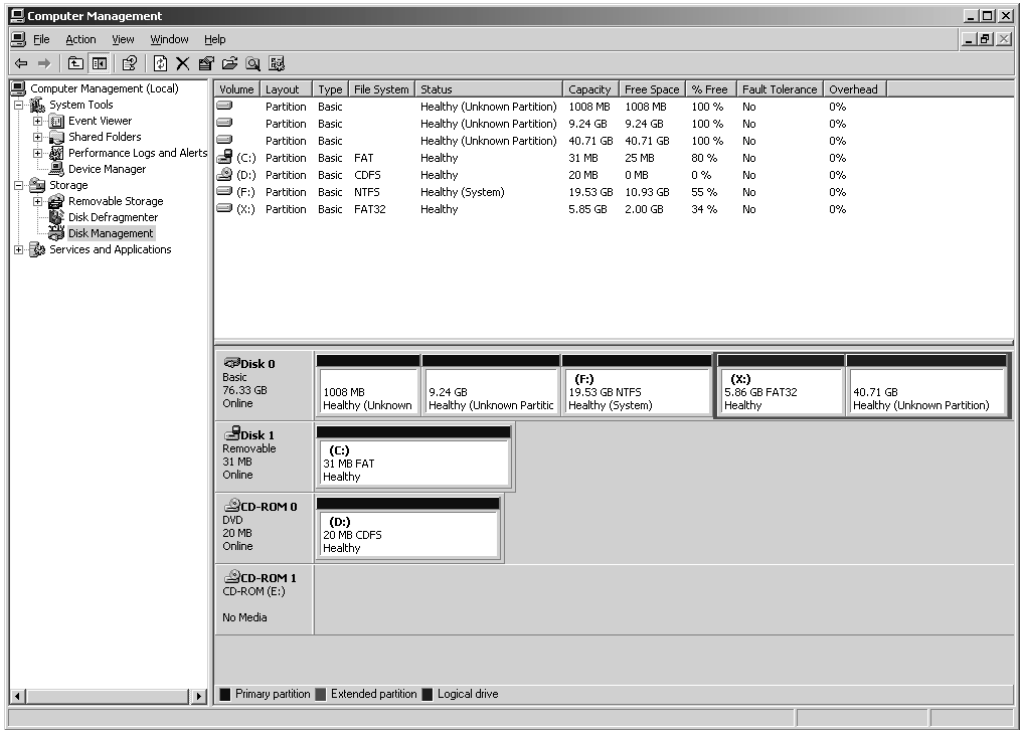 Computer Management
File Action View Window Help
Computer Management (Local)
System Tools
Event Viewer
Shared Folders
Performance Logs and Alerts
Device Manager
Storage
Removable Storage
Disk Defragmenter
Disk Management
Services and Applications
Volume Layout Type File System Status Capacity Free Space % Free Fault Tolerance Overhead
Partition Basic Healthy (Unknown Partition) 1008 MB 1008 MB 100 % No 0%
Partition Basic Healthy (Unknown Partition) 9.24 GB 9.24 GB 100 % No 0%
Partition Basic Healthy (Unknown Partition) 40.71 GB 40.71 GB 100 % No 0%
(C:) Partition Basic FAT Healthy 31 MB 25 MB 80 % No 0%
(D:) Partition Basic CDFS Healthy 20 MB 0 MB 0 % No 0%
(F:) Partition Basic NTFS Healthy (System) 19.53 GB 10.93 GB 55 % No 0%
(X:) Partition Basic FAT32 Healthy 5.85 GB 2.00 GB 34 % No 0%
Disk 0
Basic
76.33 GB
Online
1008 MB
Healthy (Unknown
9.24 GB
Healthy (Unknown Partitic
(F:)
19.53 GB NTFS
Healthy (System)
(X:)
5.86 GB FAT32
Healthy
40.71 GB
Healthy (Unknown Partition)
Disk 1
Removable
31 MB
Online
(C:)
31 MB FAT
Healthy
CD-ROM 0
DVD
20 MB
Online
(D:)
20 MB CDFS
Healthy
CD-ROM 1
CD-ROM (E:)
No Media
Primary partition Extended partition Logical drive